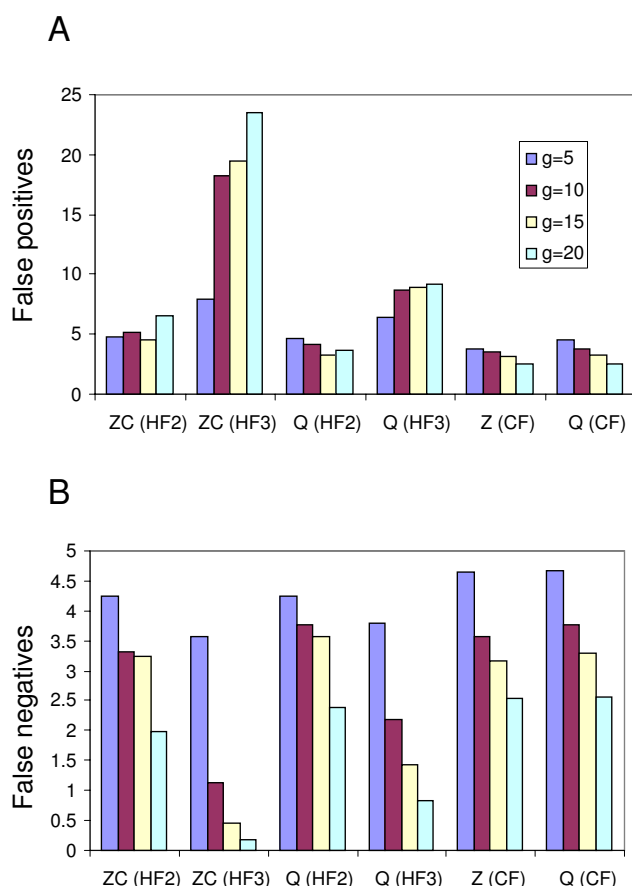 A
False positives
25
20
15
10
5
0
g=5
g=10
g=15
g=20
ZC (HF2) ZC (HF3) Q (HF2) Q (HF3) Z (CF) Q (CF)
B
False negatives
5
4.5
4
3.5
3
2.5
2
1.5
1
0.5
0
ZC (HF2) ZC (HF3) Q (HF2) Q (HF3) Z (CF) Q (CF)